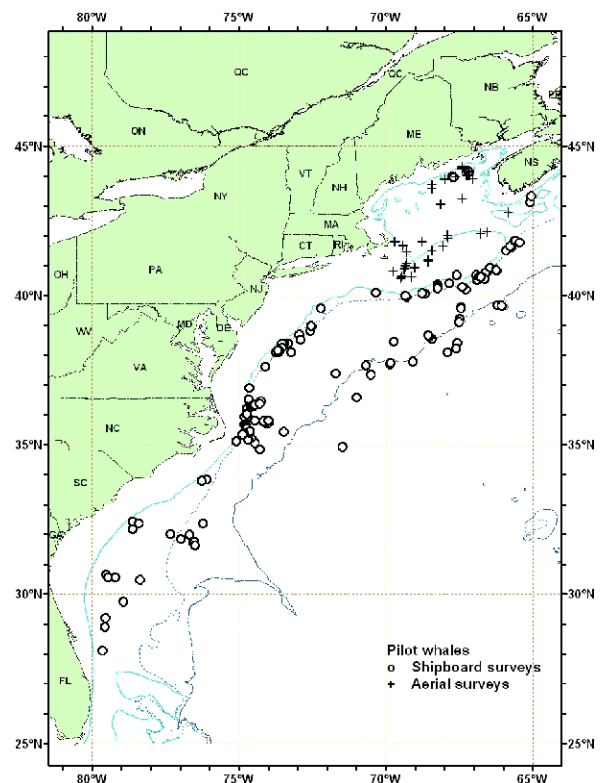 80°W 75°W 70°W 65°W
QC QC
NB
PE
ON ME
45°N 45°N
NS
VT
NH
NY
MA
CT RI
PA
OH NJ
40°N 40°N
MD
WV DE
VA
NC
35°N 35°N
SC
30°N 30°N
Pilot whales
o Shipboard surveys
+ Aerial surveys
FL
25°N 25°N
80°W 75°W 70°W 65°W